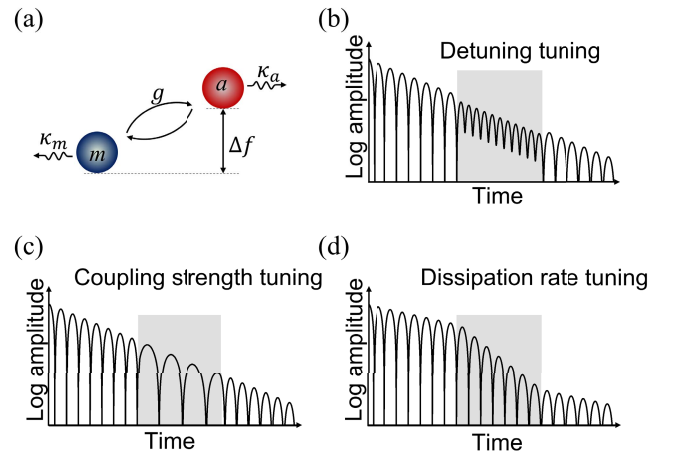 (a)
κₐ
a
g
κₘ
m
Δf
(b)
Detuning tuning
Log amplitude
Time
(c)
Coupling strength tuning
Log amplitude
Time
(d)
Dissipation rate tuning
Log amplitude
Time